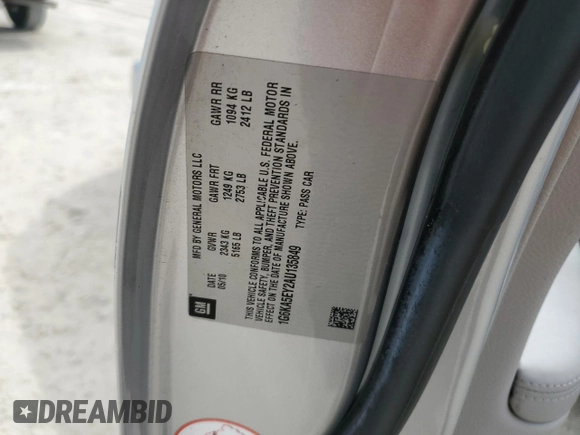 MFD BY GENERAL MOTORS LLC
DATE GVWR GAWR FRT GAWR RR
05/10 2343 KG 1249 KG 1094 KG
5165 LB 2753 LB 2412 LB
THIS VEHICLE CONFORMS TO ALL APPLICABLE U.S. FEDERAL MOTOR
VEHICLE SAFETY, BUMPER, AND THEFT PREVENTION STANDARDS IN
EFFECT ON THE DATE OF MANUFACTURE SHOWN ABOVE.
1G6KA5EY2AU135849 TYPE: PASS CAR
GM
DREAMBID